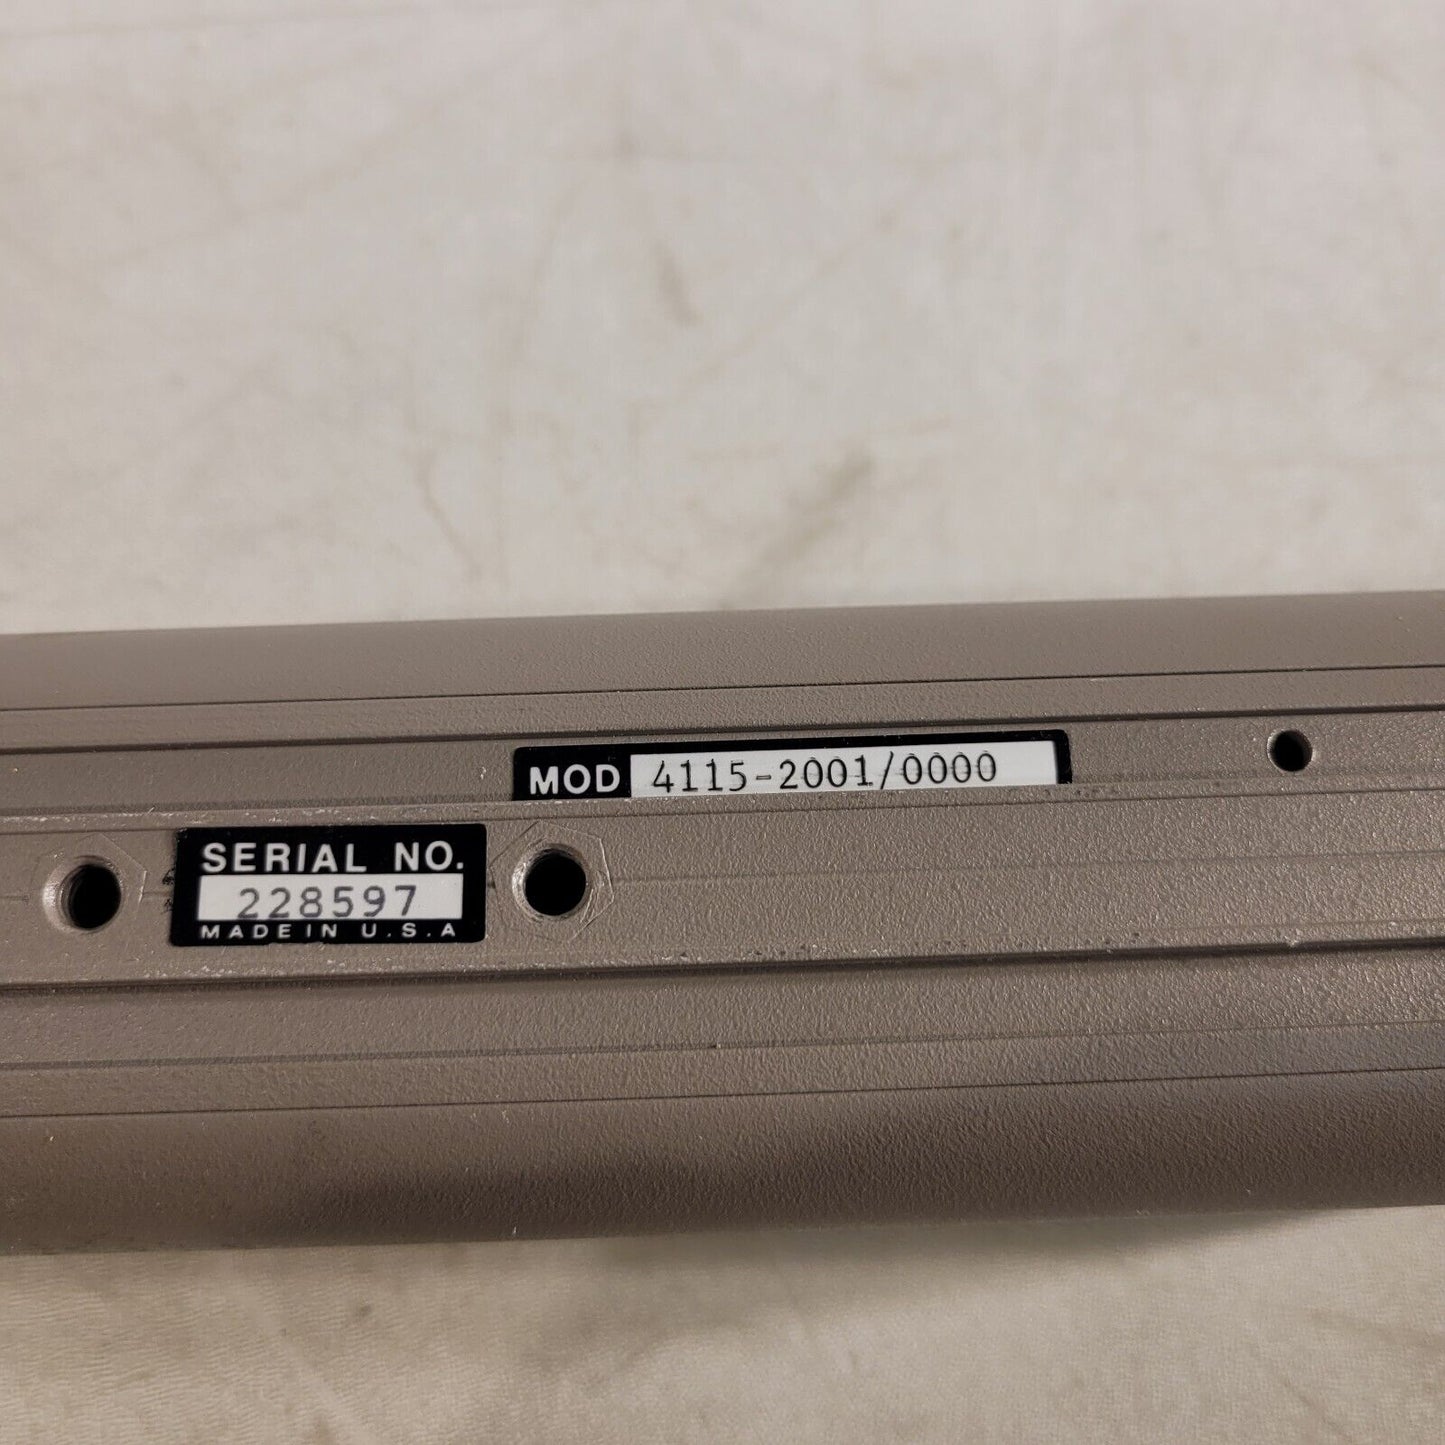 MOD 4115-2001/0000
SERIAL NO.
228597
MADE IN U.S.A